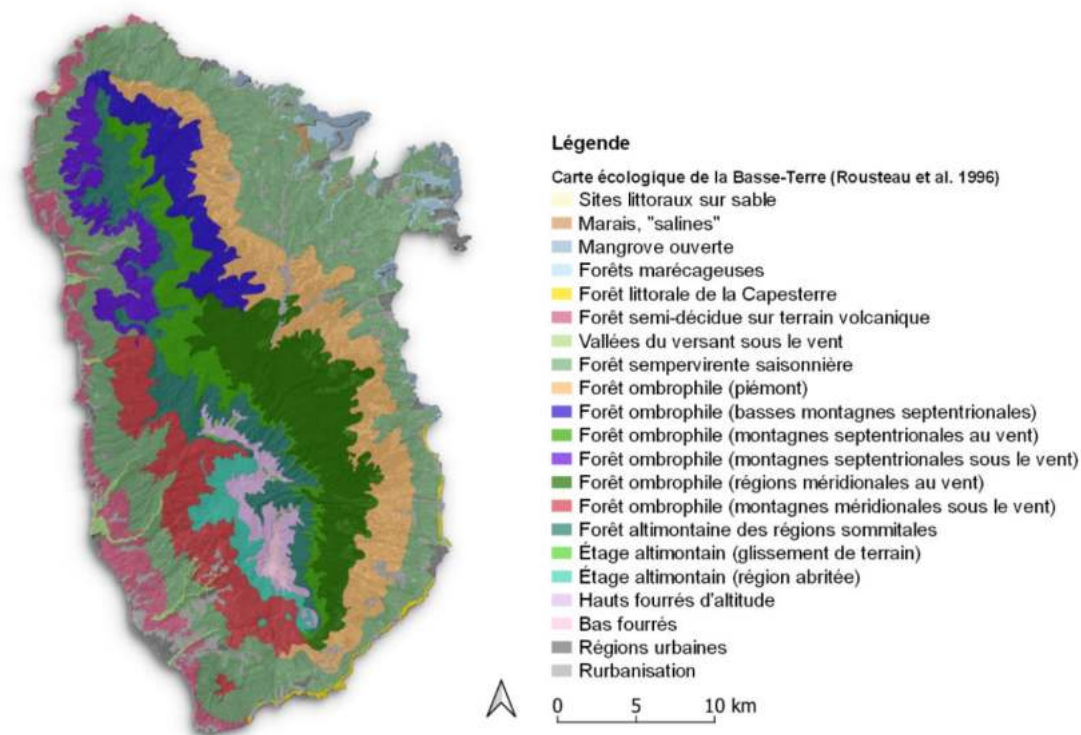 Légende
Carte écologique de la Basse-Terre (Rousteau et al. 1996)
Sites littoraux sur sable
Marais, "salines"
Mangrove ouverte
Forêts marécageuses
Forêt littorale de la Capesterre
Forêt semi-décidue sur terrain volcanique
Vallées du versant sous le vent
Forêt sempervirente saisonnière
Forêt ombrophile (piémont)
Forêt ombrophile (basses montagnes septentrionales)
Forêt ombrophile (montagnes septentrionales au vent)
Forêt ombrophile (montagnes septentrionales sous le vent)
Forêt ombrophile (régions méridionales au vent)
Forêt ombrophile (montagnes méridionales sous le vent)
Forêt altimontaine des régions sommitales
Étage altimontain (glissement de terrain)
Étage altimontain (région abritée)
Hauts fourrés d'altitude
Bas fourrés
Régions urbaines
Rurbanisation
0 5 10 km